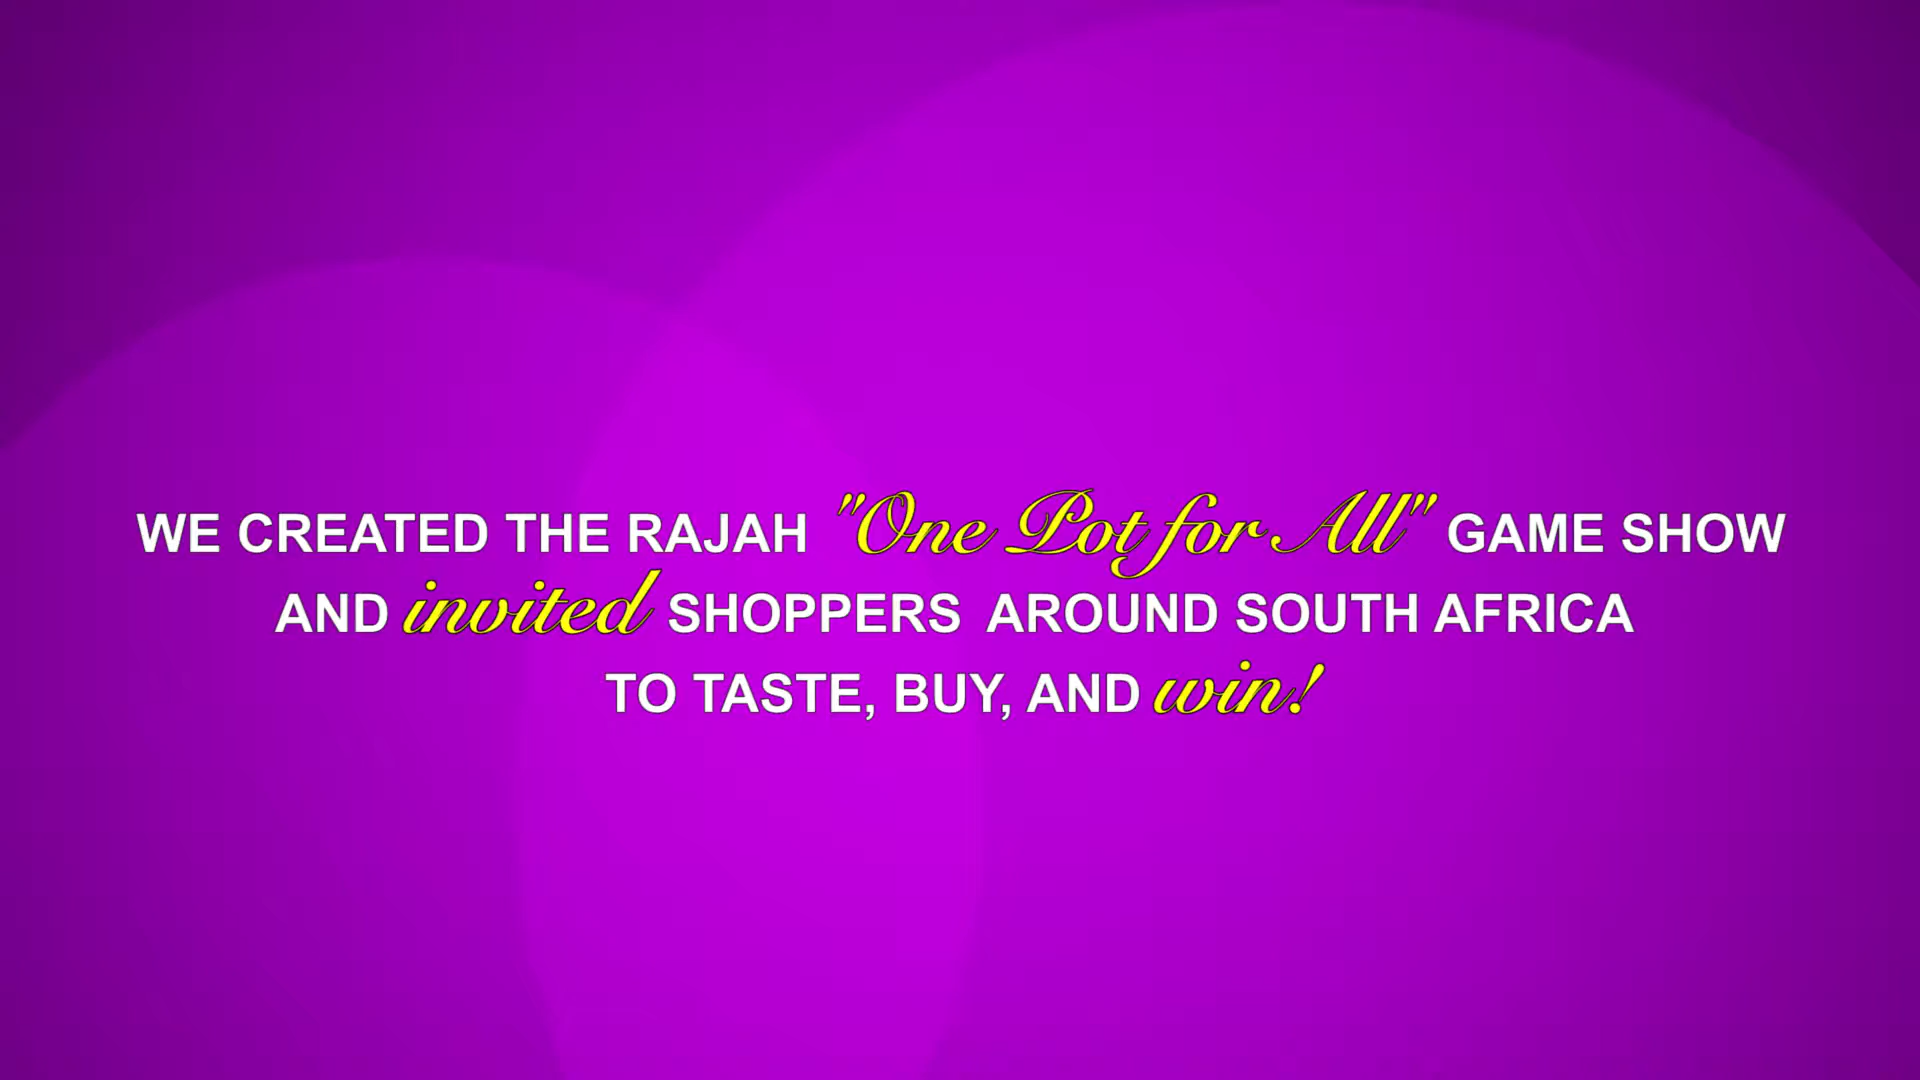 WE CREATED THE RAJAH "One Pot for All" GAME SHOW
AND invited SHOPPERS AROUND SOUTH AFRICA
TO TASTE, BUY, AND win!